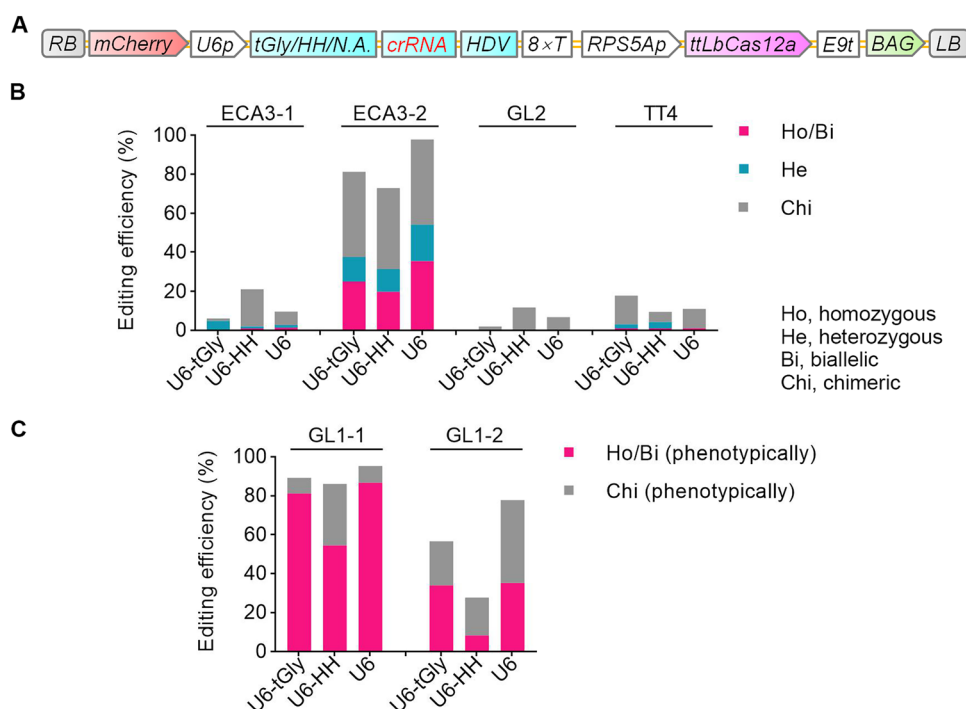 A
RB mCherry U6p tGly/HH/N.A. crRNA HDV 8×T RPS5Ap ttLbCas12a E9t BAG LB
B
ECA3-1 ECA3-2 GL2 TT4
Editing efficiency (%)
100
80
60
40
20
0
U6-tGly U6-HH U6 U6-tGly U6-HH U6 U6-tGly U6-HH U6 U6-tGly U6-HH U6
Ho/Bi
He
Chi
Ho, homozygous
He, heterozygous
Bi, biallelic
Chi, chimeric
C
GL1-1 GL1-2
Editing efficiency (%)
100
80
60
40
20
0
U6-tGly U6-HH U6 U6-tGly U6-HH U6
Ho/Bi (phenotypically)
Chi (phenotypically)